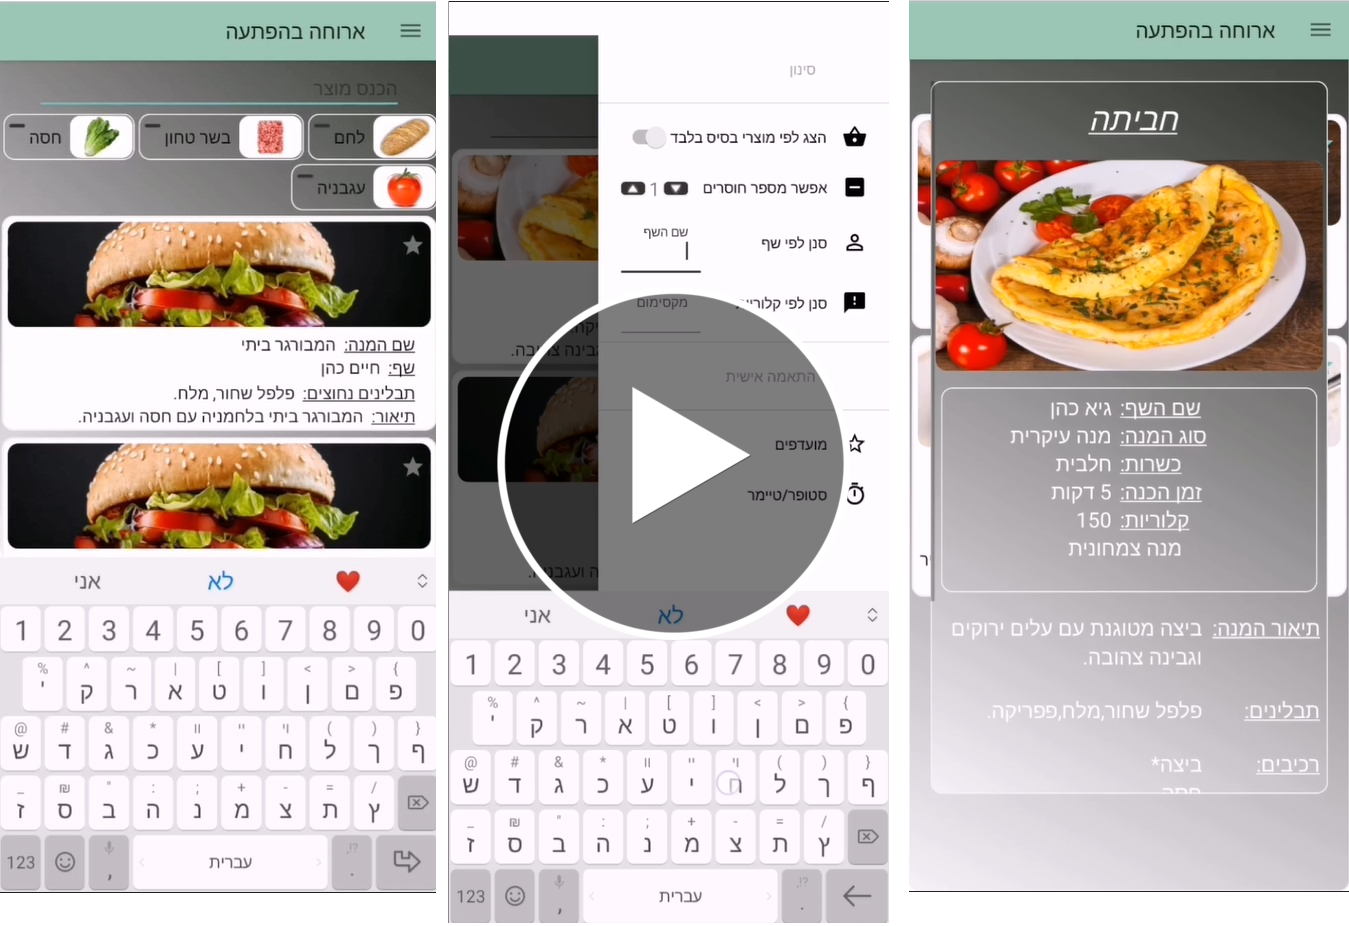 ארוחה בהפתעה
הכנס מוצר
לחם
בשר טחון
חסה
עגבניה
שם המנה: המבורגר ביתי
שף: חיים כהן
תבלינים נחוצים: פלפל שחור, מלח.
תיאור: המבורגר ביתי בלחמניה עם חסה ועגבניה.
אני לא
1 2 3 4 5 6 7 8 9 0
% ^ ~ | [ ] < > {
' ק ר א ט ו ן ם פ
@ # & * װ ײ ױ ( ) }
ש ד ג כ ע י ח ל ך ף
_ ₪ " : ; + - = /
ז ס ב ה נ מ צ ת ץ
123 , עברית .
,!?
סינון
הצג לפי מוצרי בסיס בלבד
אפשר מספר חוסרים 1
סנן לפי שף
שם השף
סנן לפי קלוריות
מקסימום
התאמה אישית
מועדפים
סטופר/טיימר
בינה צהובה.
ה ועגבניה.
אני לא
1 2 3 4 5 6 7 8 9 0
% ^ ~ | [ ] < > {
' ק ר א ט ו ן ם פ
@ # & * װ ײ ױ ( ) }
ש ד ג כ ע י ח ל ך ף
_ ₪ " : ; + - = /
ז ס ב ה נ מ צ ת ץ
123 , עברית .
,!?
ארוחה בהפתעה
חביתה
שם השף: גיא כהן
סוג המנה: מנה עיקרית
כשרות: חלבית
זמן הכנה: 5 דקות
קלוריות: 150
מנה צמחונית
תיאור המנה: ביצה מטוגנת עם עלים ירוקים
וגבינה צהובה.
תבלינים: פלפל שחור,מלח,פפריקה.
רכיבים: ביצה*